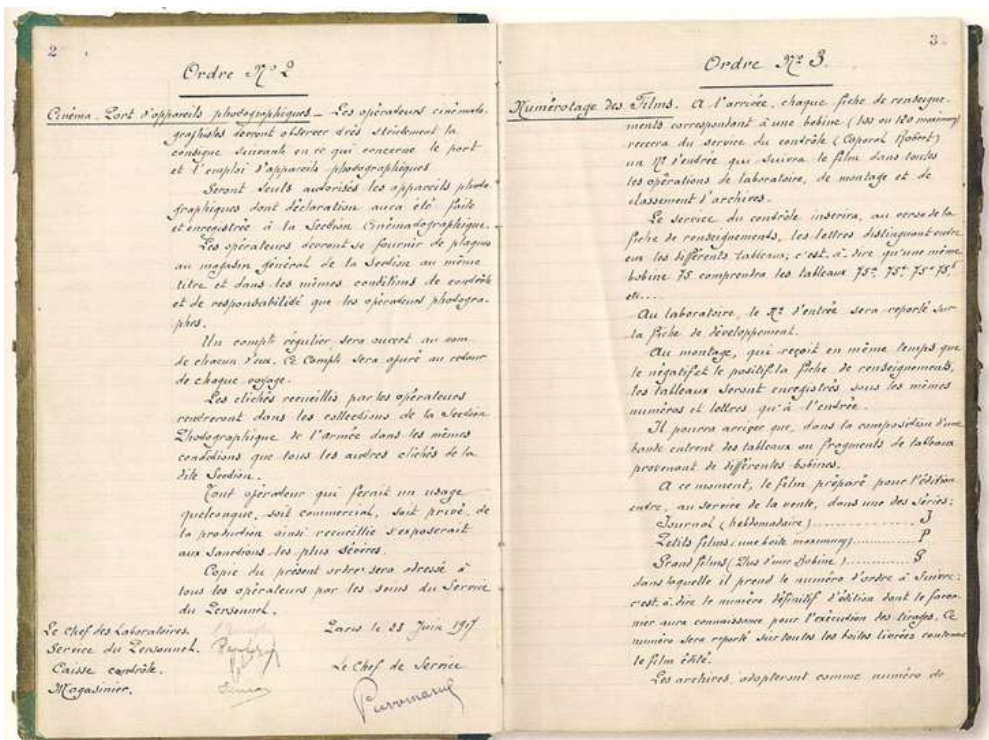 2
Ordre Nº 2
Cinéma. Port d'appareils photographiques _ Les opérateurs cinémato-
graphistes devront observer très strictement la
consigne suivante en ce qui concerne le port
et l'emploi d'appareils photographiques
Seront seuls autorisés les appareils photo
graphiques dont déclaration aura été faite
et enregistrée à la Section Cinématographique.
Les opérateurs devront se fournir de plaques
au magasin général de la Section au même
titre et dans les mêmes conditions de contrôle
et de responsabilité que les opérateurs photogra-
phes.
Un compte régulier sera ouvert au nom
de chacun d'eux. Ce Compte sera apuré au retour
de chaque voyage.
Les clichés recueillis par les opérateurs
rentreront dans les collections de la Section
Photographique de l'armée dans les mêmes
conditions que tous les autres clichés de la
dite Section.
Tout opérateur qui ferait un usage
quelconque, soit commercial, soit privé, de
la production ainsi recueillie s'exposerait
aux sanctions les plus sévères.
Copie du présent ordre sera adressé à
tous les opérateurs par les soins du Service
du Personnel.
Le Chef des Laboratoires.
Service du Personnel.
Caisse contrôle.
Magasinier.
Paris le 23 Juin 1917
Le Chef de Service
3.
Ordre Nº 3.
Numérotage des Films. A l'arrivée, chaque fiche de renseigne-
ments correspondant à une bobine (100 ou 120 maximum)
recevra du service du contrôle (Caporal Robert)
un Nº d'entrée qui suivra le film dans toutes
les opérations de laboratoire, de montage et de
classement d'archives.
Le service du contrôle inscrira, au verso de la
fiche de renseignements, les lettres distinguant entre
eux les différents tableaux; c'est-à-dire qu'une même
bobine 75 comprendra les tableaux 75ª 75ᵇ 75ᶜ 75ᵈ
etc....
Au laboratoire, le Nº d'entrée sera reporté sur
la fiche de développement.
Au montage, qui reçoit en même temps que
le négatif et le positif la fiche de renseignements,
les tableaux seront enregistrés sous les mêmes
numéros et lettres qu'à l'entrée.
Il pourra arriver que, dans la composition d'une
bande entrent des tableaux ou fragments de tableaux
provenant de différentes bobines.
A ce moment, le film préparé pour l'édition
entre, au service de la vente, dans une des séries:
Journal (hebdomadaire).............. J
Petits films (une boite maximum)............ P
Grand films (Plus d'une Bobine)............ G
dans laquelle il prend le numéro d'ordre à suivre:
c'est-à-dire le numéro définitif d'édition dont le
aura connaissance pour l'exécution des tirages. Ce
numéro sera reporté sur toutes les boîtes livrées contenant
le film édité.
Les archives adopteront comme numéro de